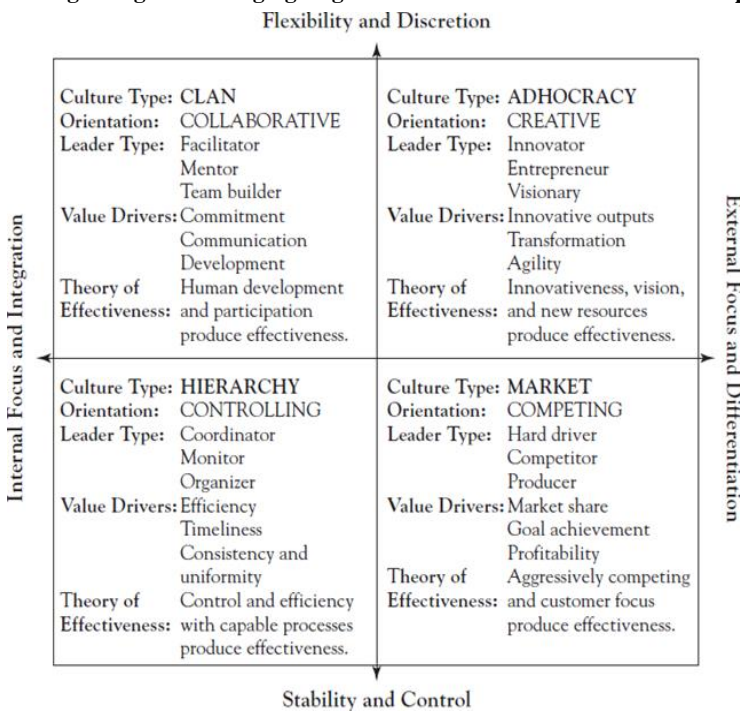 Flexibility and Discretion
Culture Type: CLAN
Orientation: COLLABORATIVE
Leader Type: Facilitator
Mentor
Team builder
Value Drivers: Commitment
Communication
Development
Theory of Human development
Effectiveness: and participation
produce effectiveness.
Culture Type: ADHOCRACY
Orientation: CREATIVE
Leader Type: Innovator
Entrepreneur
Visionary
Value Drivers: Innovative outputs
Transformation
Agility
Theory of Innovativeness, vision,
Effectiveness: and new resources
produce effectiveness.
Internal Focus and Integration
External Focus and Differentiation
Culture Type: HIERARCHY
Orientation: CONTROLLING
Leader Type: Coordinator
Monitor
Organizer
Value Drivers: Efficiency
Timeliness
Consistency and
uniformity
Theory of Control and efficiency
Effectiveness: with capable processes
produce effectiveness.
Culture Type: MARKET
Orientation: COMPETING
Leader Type: Hard driver
Competitor
Producer
Value Drivers: Market share
Goal achievement
Profitability
Theory of Aggressively competing
Effectiveness: and customer focus
produce effectiveness.
Stability and Control